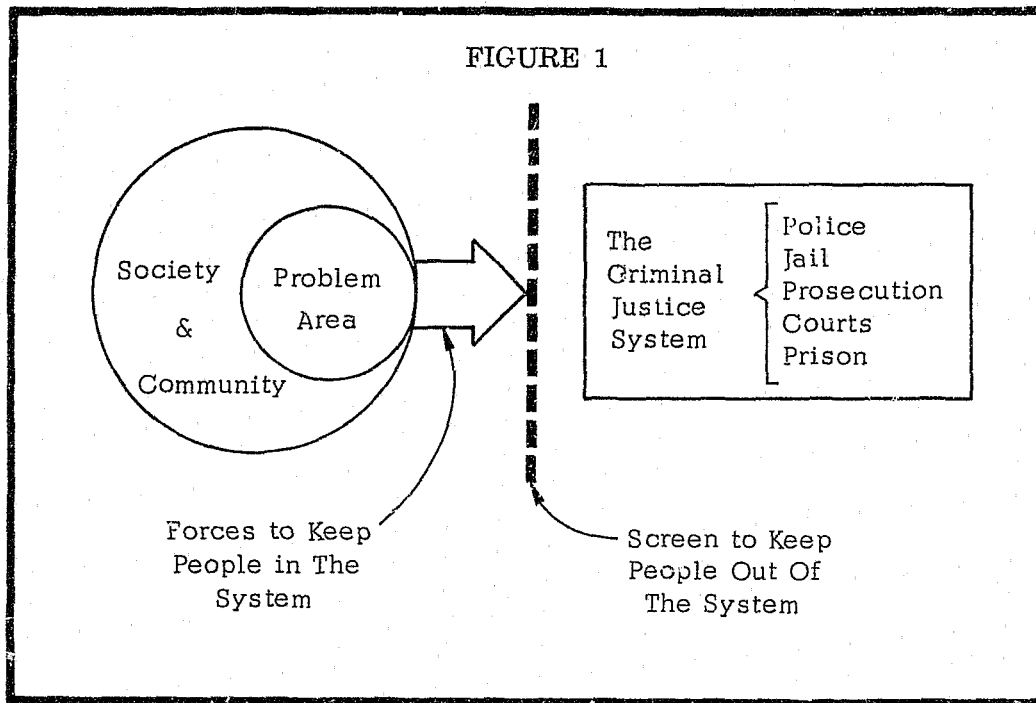 FIGURE 1
Society
&
Community
Problem
Area
The
Criminal
Justice
System
Police
Jail
Prosecution
Courts
Prison
Forces to Keep
People in The
System
Screen to Keep
People Out Of
The System